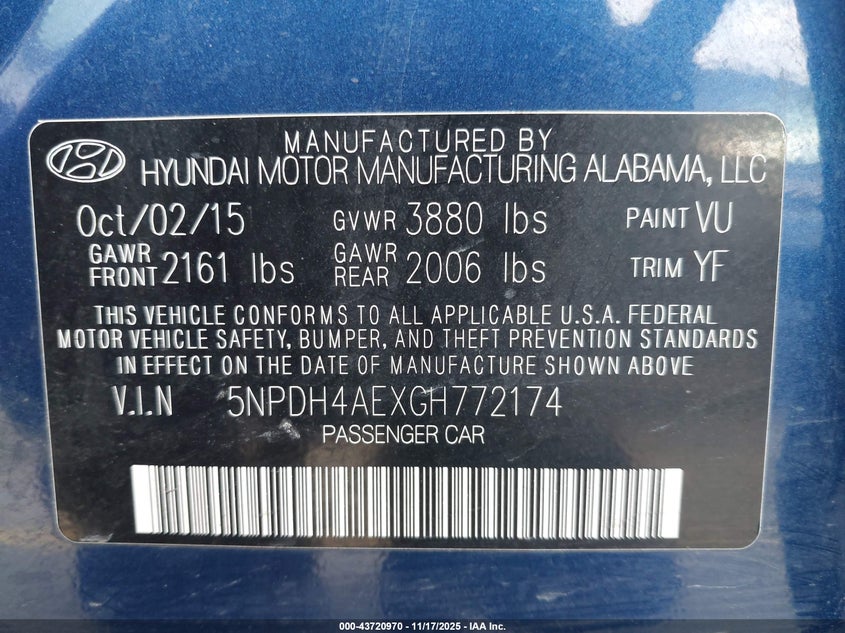 MANUFACTURED BY
HYUNDAI MOTOR MANUFACTURING ALABAMA, LLC
Oct/02/15 GVWR 3880 lbs PAINT VU
GAWR FRONT 2161 lbs GAWR REAR 2006 lbs TRIM YF
THIS VEHICLE CONFORMS TO ALL APPLICABLE U.S.A. FEDERAL
MOTOR VEHICLE SAFETY, BUMPER, AND THEFT PREVENTION STANDARDS
IN EFFECT ON THE DATE OF MANUFACTURE SHOWN ABOVE
V.I.N 5NPDH4AEXGH772174
PASSENGER CAR
000-43720970 - 11/17/2025 - IAA Inc.